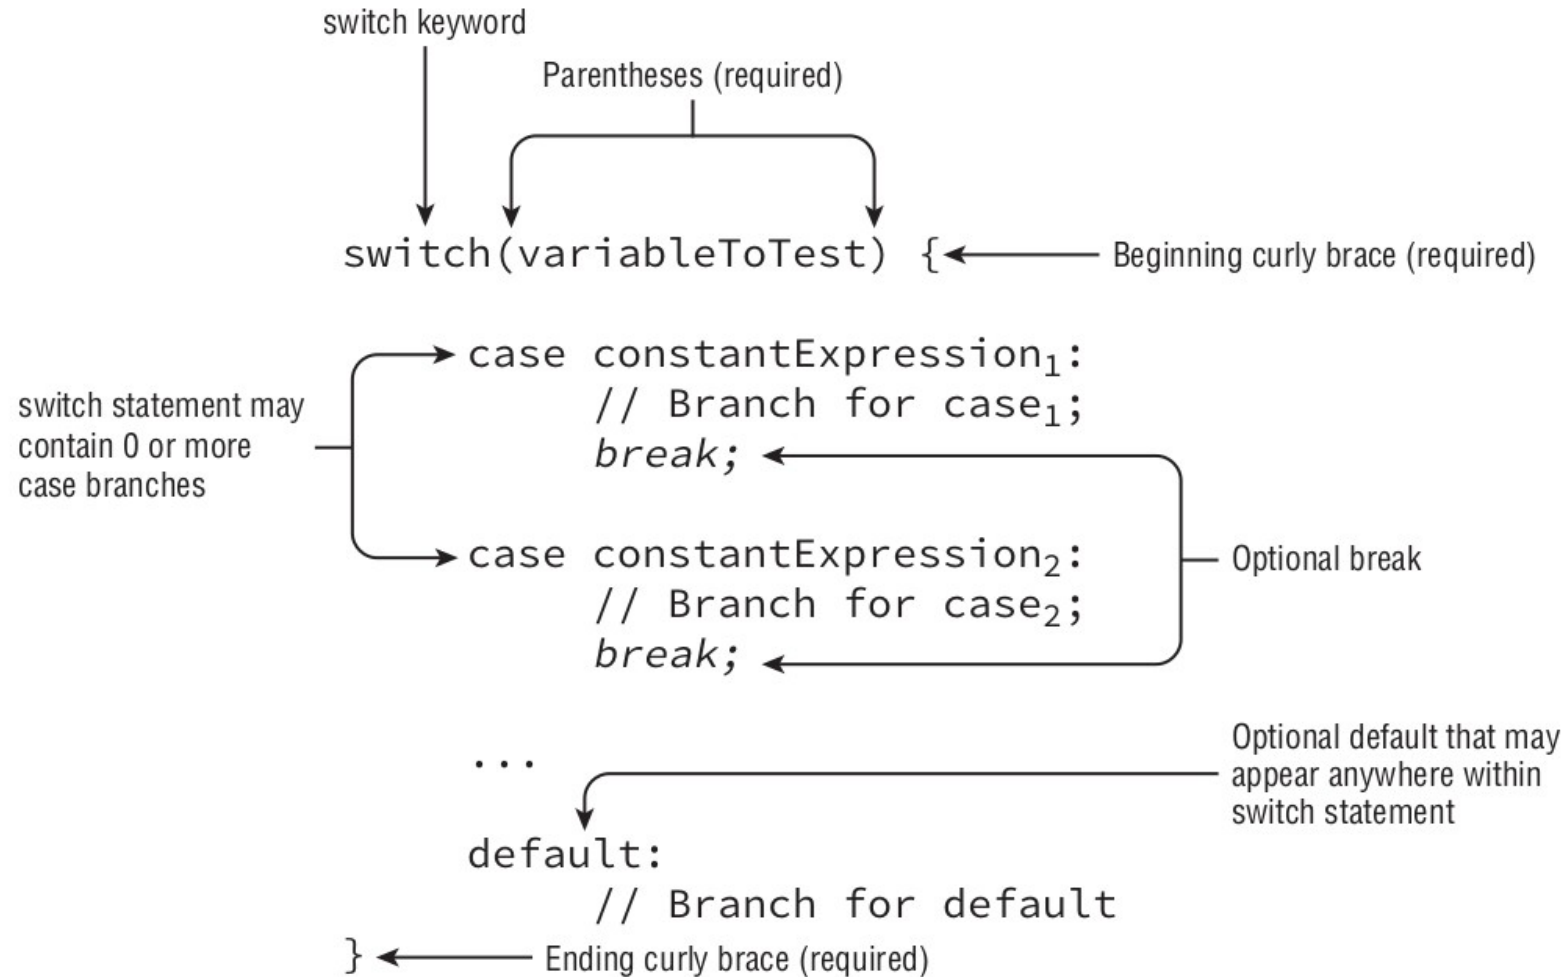 switch keyword
Parentheses (required)
switch(variableToTest) {
Beginning curly brace (required)
case constantExpression₁:
// Branch for case₁;
break;
switch statement may
contain 0 or more
case branches
case constantExpression₂:
// Branch for case₂;
break;
Optional break
...
Optional default that may
appear anywhere within
switch statement
default:
// Branch for default
}
Ending curly brace (required)